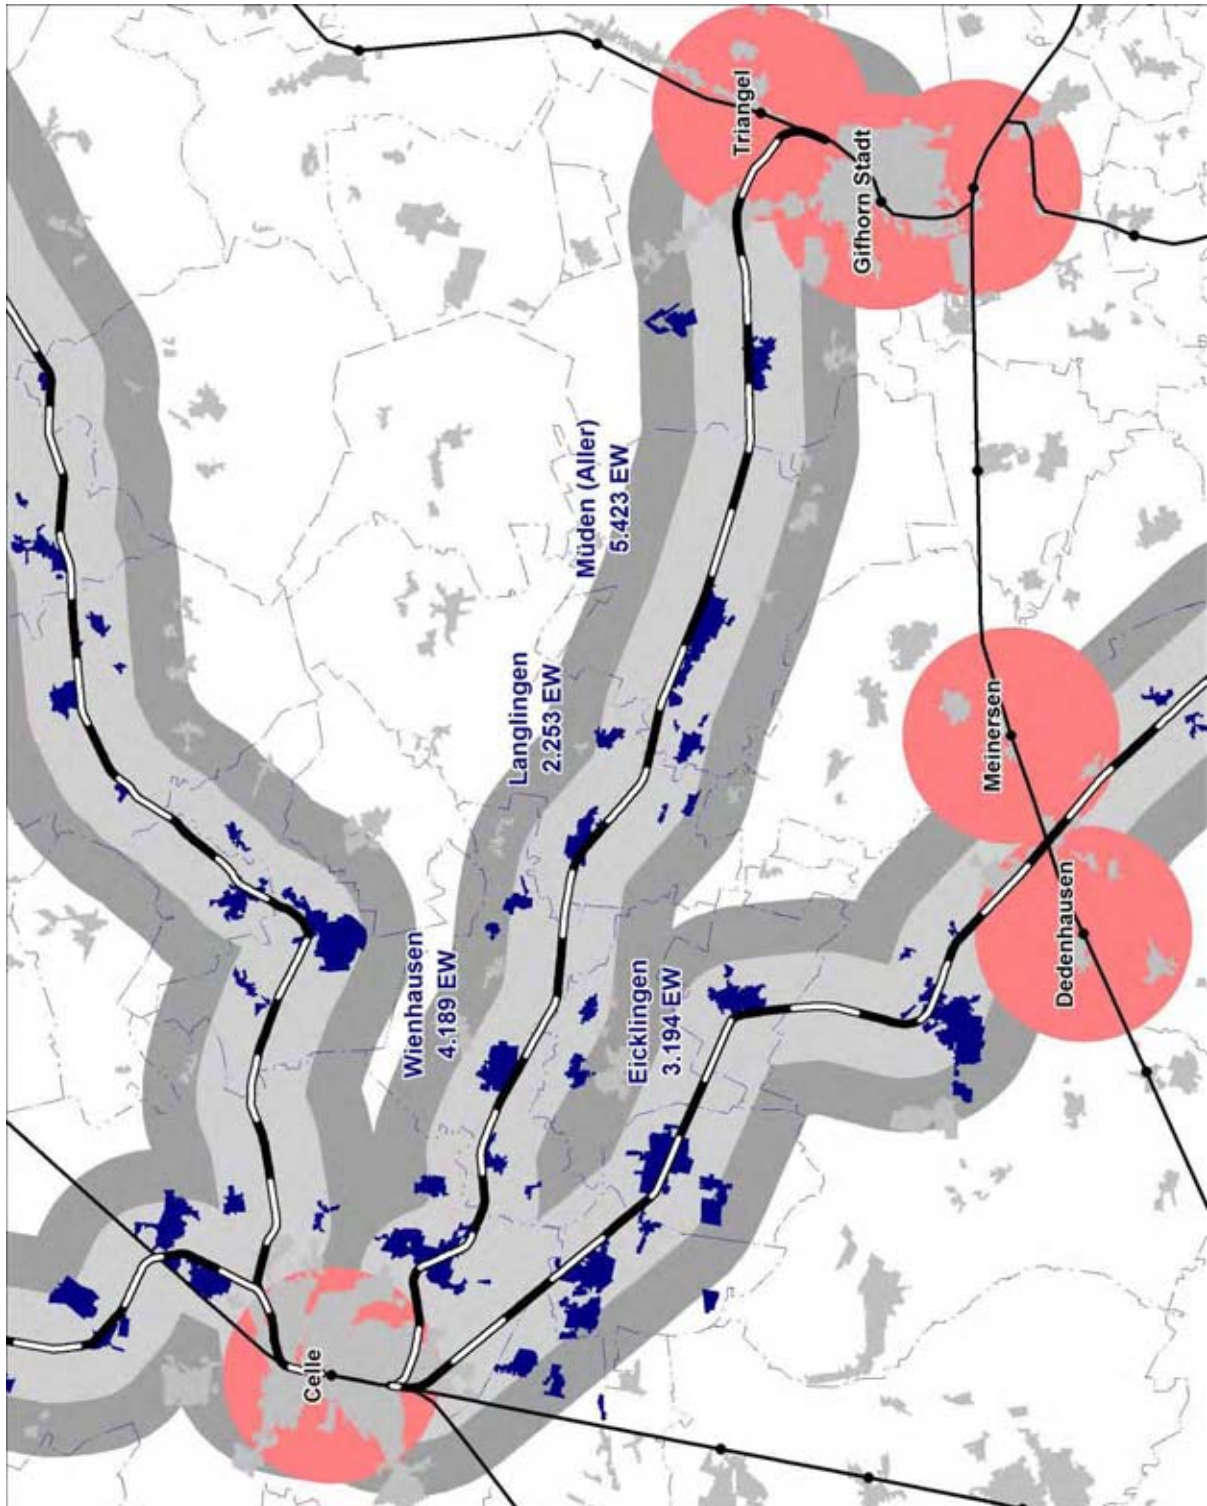 Celle
Wienhausen
4.189 EW
Eicklingen
3.194 EW
Langlingen
2.253 EW
Müden (Aller)
5.423 EW
Dedenhausen
Meinersen
Gifhorn Stadt
Triangel